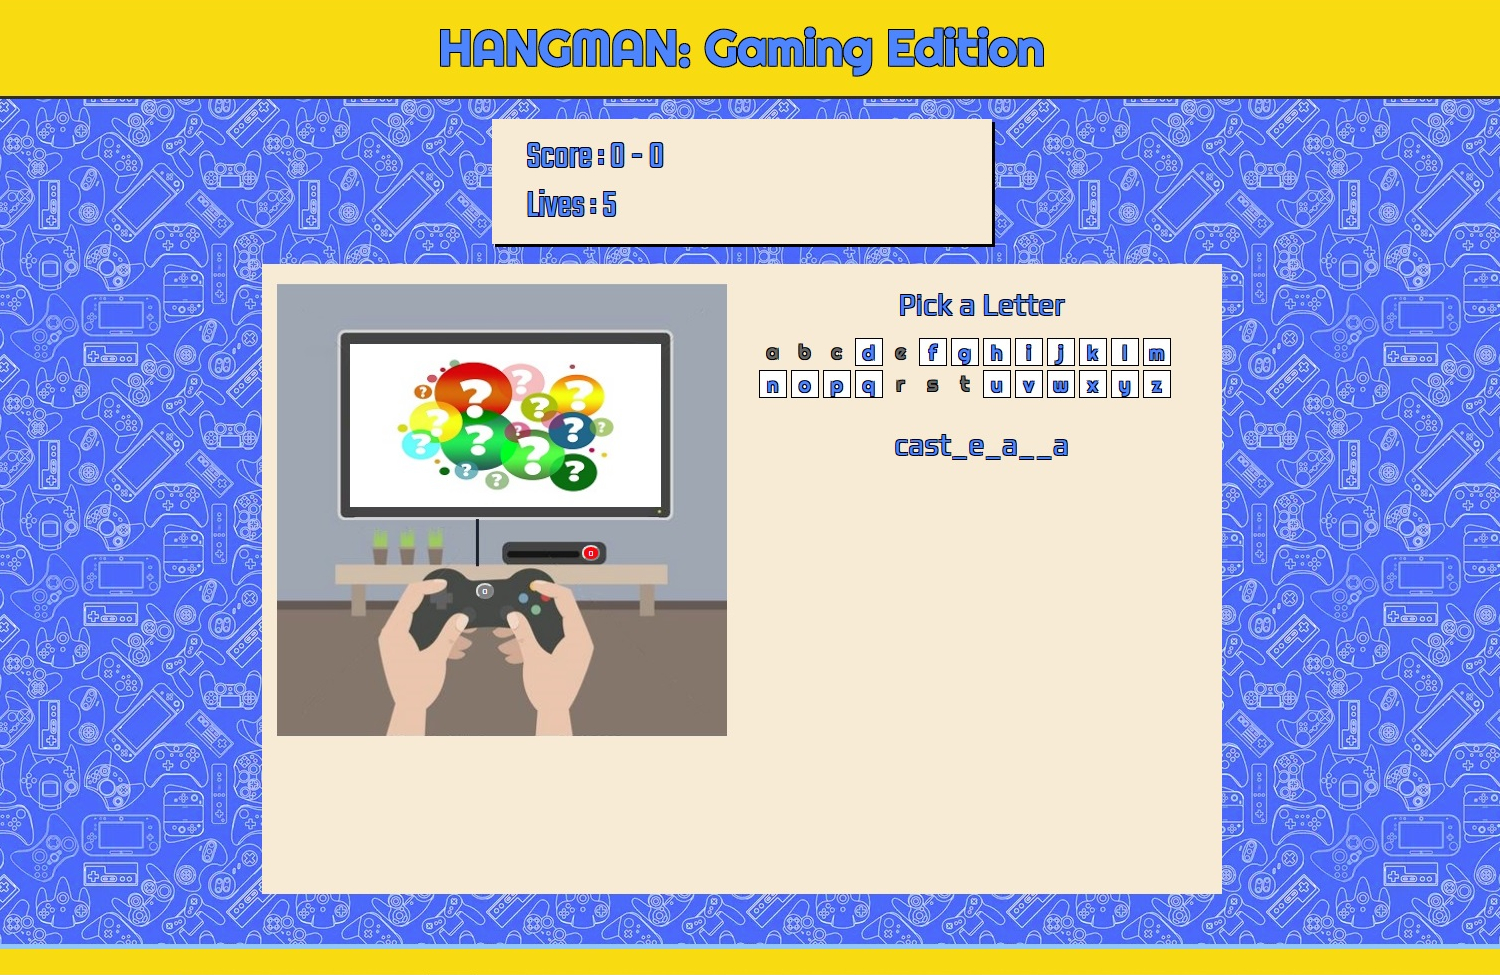 HANGMAN: Gaming Edition
Score : 0 - 0
Lives : 5
Pick a Letter
a b c d e f g h i j k l m
n o p q r s t u v w x y z
cast_e_a__a
? ? ? ? ? ? ? ? ? ? ? ? ?